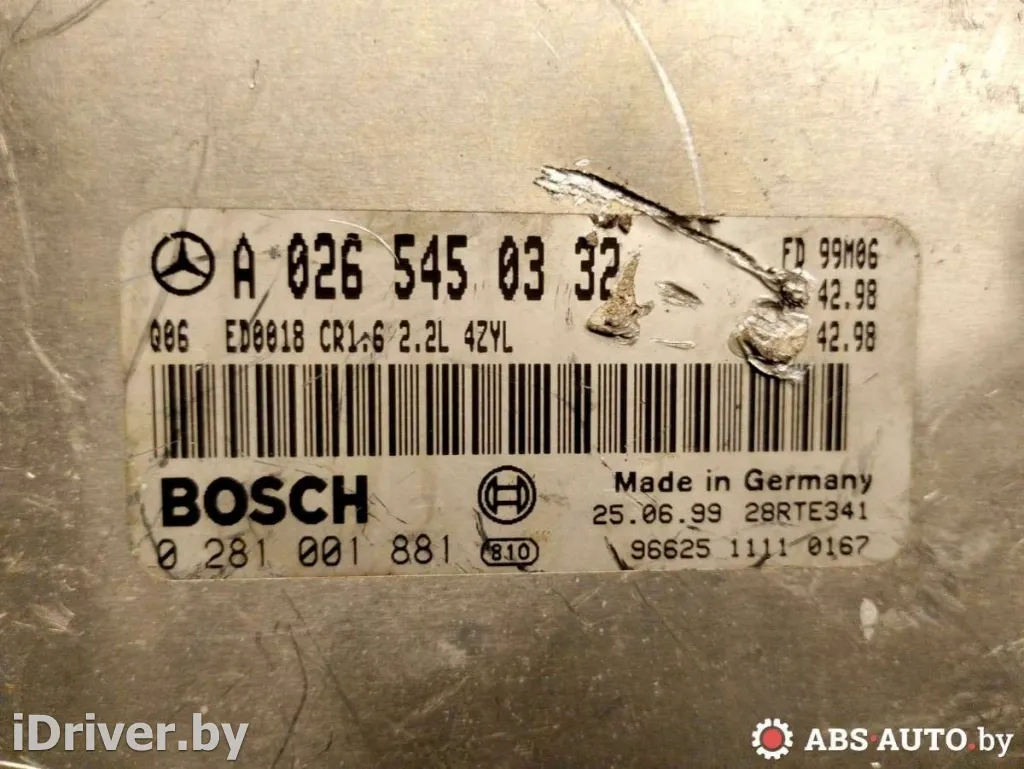 A 026 545 03 32
FD 99M06
42.98
Q06 ED0018 CR1.6 2.2L 4ZYL
42.98
BOSCH
Made in Germany
25.06.99 28RTE341
0 281 001 881 810
96625 1111 0167
iDriver.by
ABS-AUTO.by